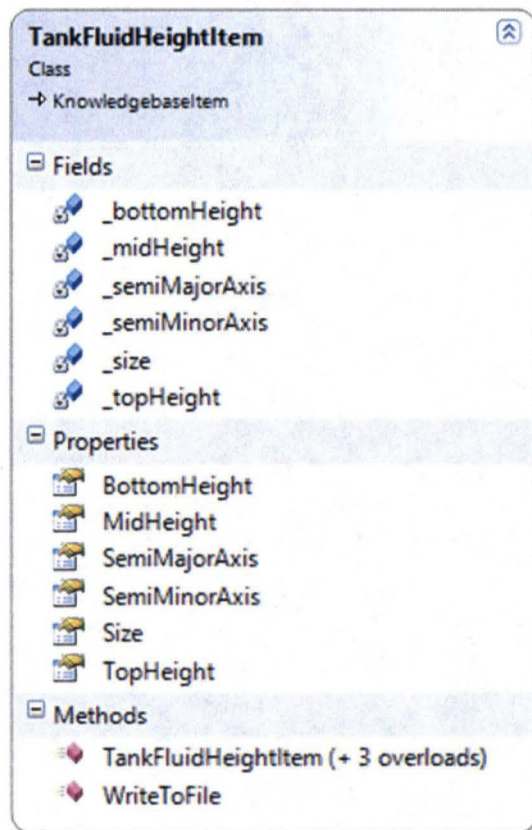 TankFluidHeightItem
Class
KnowledgebaseItem
Fields
_bottomHeight
_midHeight
_semiMajorAxis
_semiMinorAxis
_size
_topHeight
Properties
BottomHeight
MidHeight
SemiMajorAxis
SemiMinorAxis
Size
TopHeight
Methods
TankFluidHeightItem (+ 3 overloads)
WriteToFile